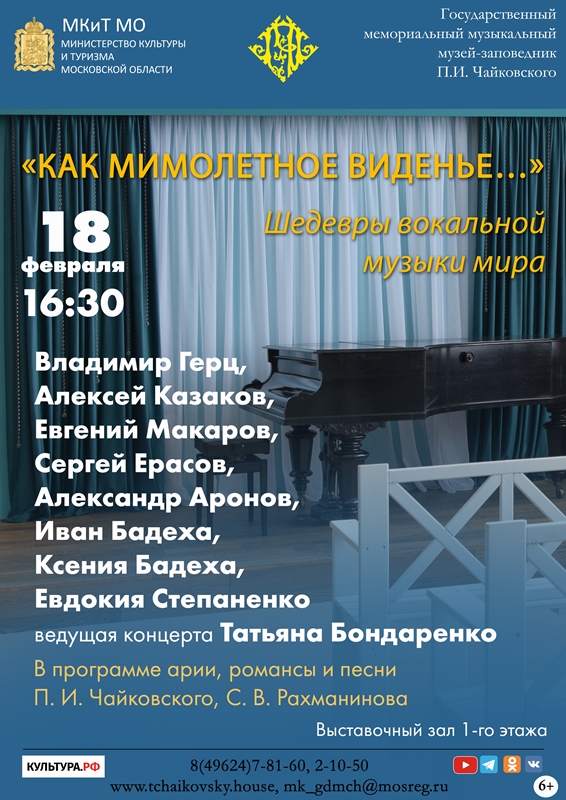 МКиТ МО
МИНИСТЕРСТВО КУЛЬТУРЫ
И ТУРИЗМА
МОСКОВСКОЙ ОБЛАСТИ
Государственный
мемориальный музыкальный
музей-заповедник
П.И. Чайковского
«КАК МИМОЛЕТНОЕ ВИДЕНЬЕ...»
Шедевры вокальной
музыки мира
18
февраля
16:30
Владимир Герц,
Алексей Казаков,
Евгений Макаров,
Сергей Ерасов,
Александр Аронов,
Иван Бадеха,
Ксения Бадеха,
Евдокия Степаненко
ведущая концерта Татьяна Бондаренко
В программе арии, романсы и песни
П. И. Чайковского, С. В. Рахманинова
Выставочный зал 1-го этажа
КУЛЬТУРА.РФ
8(49624)7-81-60, 2-10-50
www.tchaikovsky.house, mk_gdmch@mosreg.ru
6+